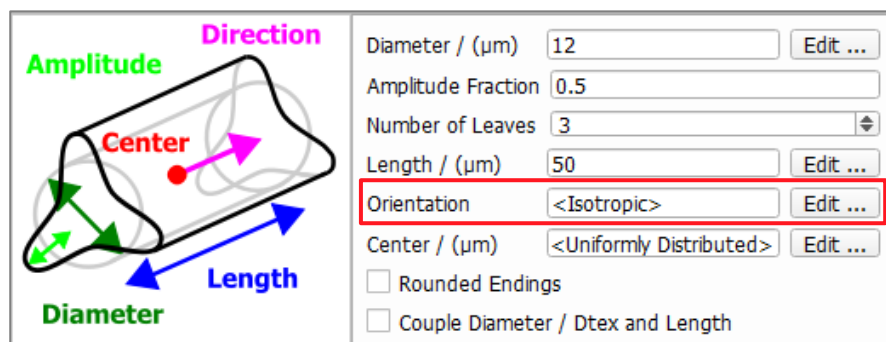 Direction
Amplitude
Center
Length
Diameter
Diameter / (µm) 12 Edit ...
Amplitude Fraction 0.5
Number of Leaves 3
Length / (µm) 50 Edit ...
Orientation <Isotropic> Edit ...
Center / (µm) <Uniformly Distributed> Edit ...
Rounded Endings
Couple Diameter / Dtex and Length